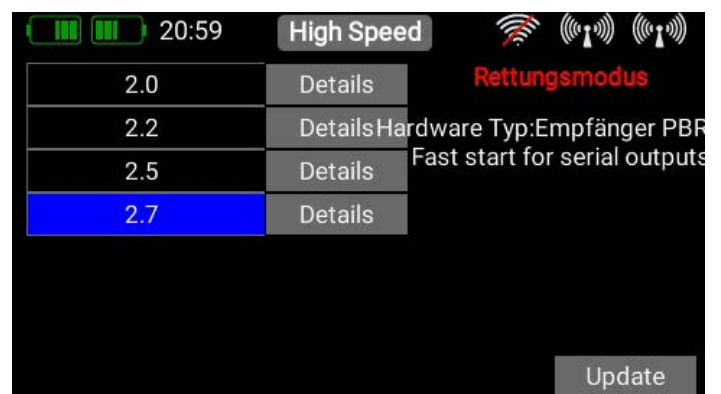 20:59 High Speed
Rettungsmodus
2.0 Details
2.2 Details Hardware Typ:Empfänger PBR
Fast start for serial outputs
2.5 Details
2.7 Details
Update